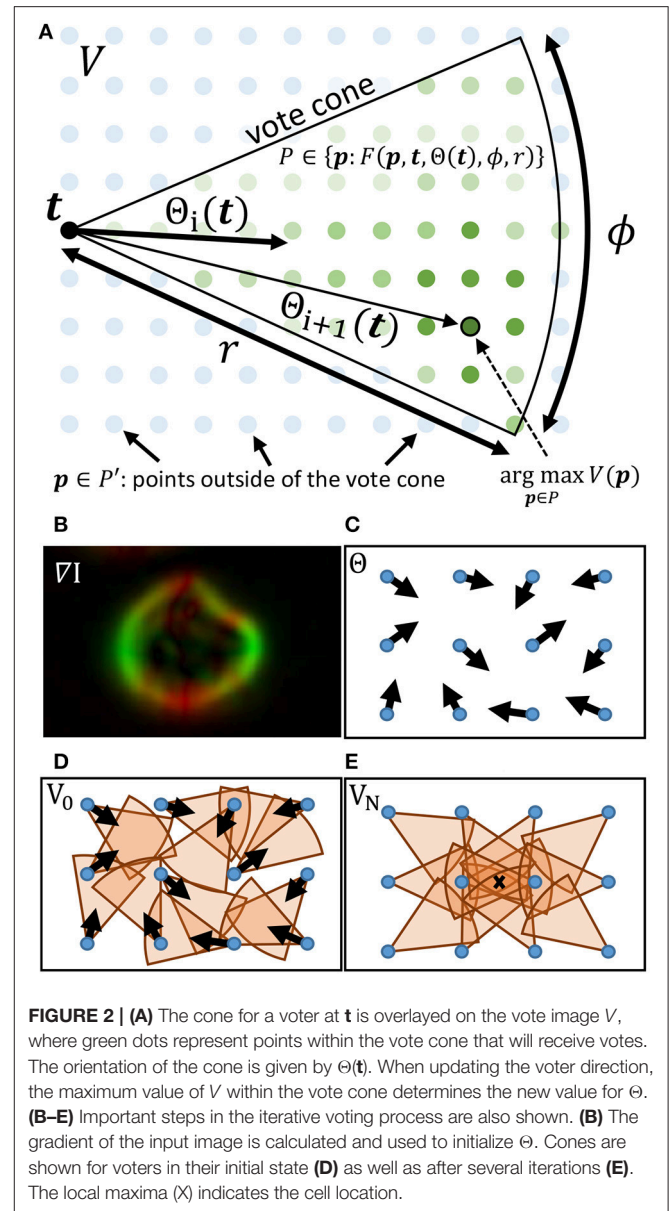 A
V
vote cone
P ∈ {p: F(p, t, Θ(t), ϕ, r)}
t
Θi(t)
ϕ
Θi+1(t)
r
p ∈ P′: points outside of the vote cone
arg max V(p)
p∈P
B
C
∇I
Θ
D
E
V0
VN
x
FIGURE 2 | (A) The cone for a voter at t is overlayed on the vote image V,
where green dots represent points within the vote cone that will receive votes.
The orientation of the cone is given by Θ(t). When updating the voter direction,
the maximum value of V within the vote cone determines the new value for Θ.
(B–E) Important steps in the iterative voting process are also shown. (B) The
gradient of the input image is calculated and used to initialize Θ. Cones are
shown for voters in their initial state (D) as well as after several iterations (E).
The local maxima (X) indicates the cell location.